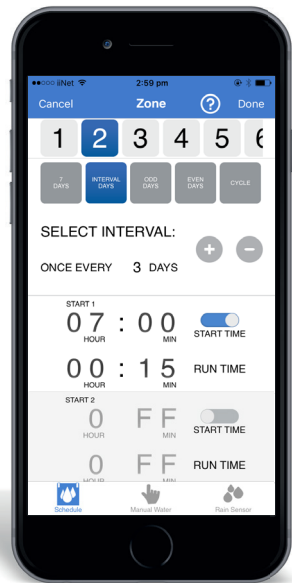 iiNet 2:59 pm
Cancel Zone ? Done
1 2 3 4 5 6
7 DAYS INTERVAL DAYS ODD DAYS EVEN DAYS CYCLE
SELECT INTERVAL: + −
ONCE EVERY 3 DAYS
START 1
07 : 00 START TIME
HOUR MIN
00 : 15 RUN TIME
HOUR MIN
START 2
0 FF START TIME
HOUR MIN
0 FF RUN TIME
HOUR MIN
Schedule Manual Water Rain Sensor